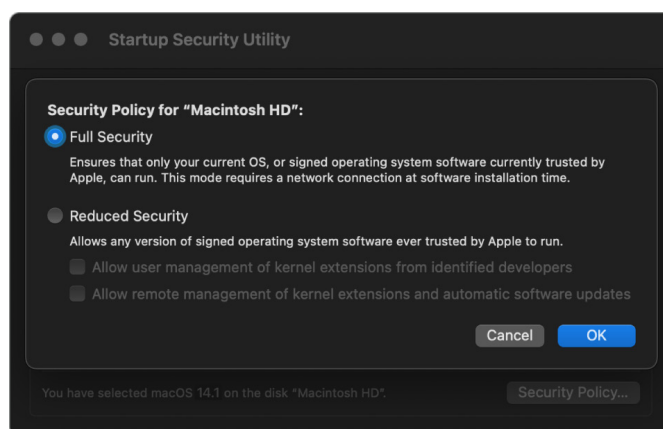 Startup Security Utility
Security Policy for “Macintosh HD”:
Full Security
Ensures that only your current OS, or signed operating system software currently trusted by
Apple, can run. This mode requires a network connection at software installation time.
Reduced Security
Allows any version of signed operating system software ever trusted by Apple to run.
Allow user management of kernel extensions from identified developers
Allow remote management of kernel extensions and automatic software updates
Cancel OK
You have selected macOS 14.1 on the disk “Macintosh HD”. Security Policy...